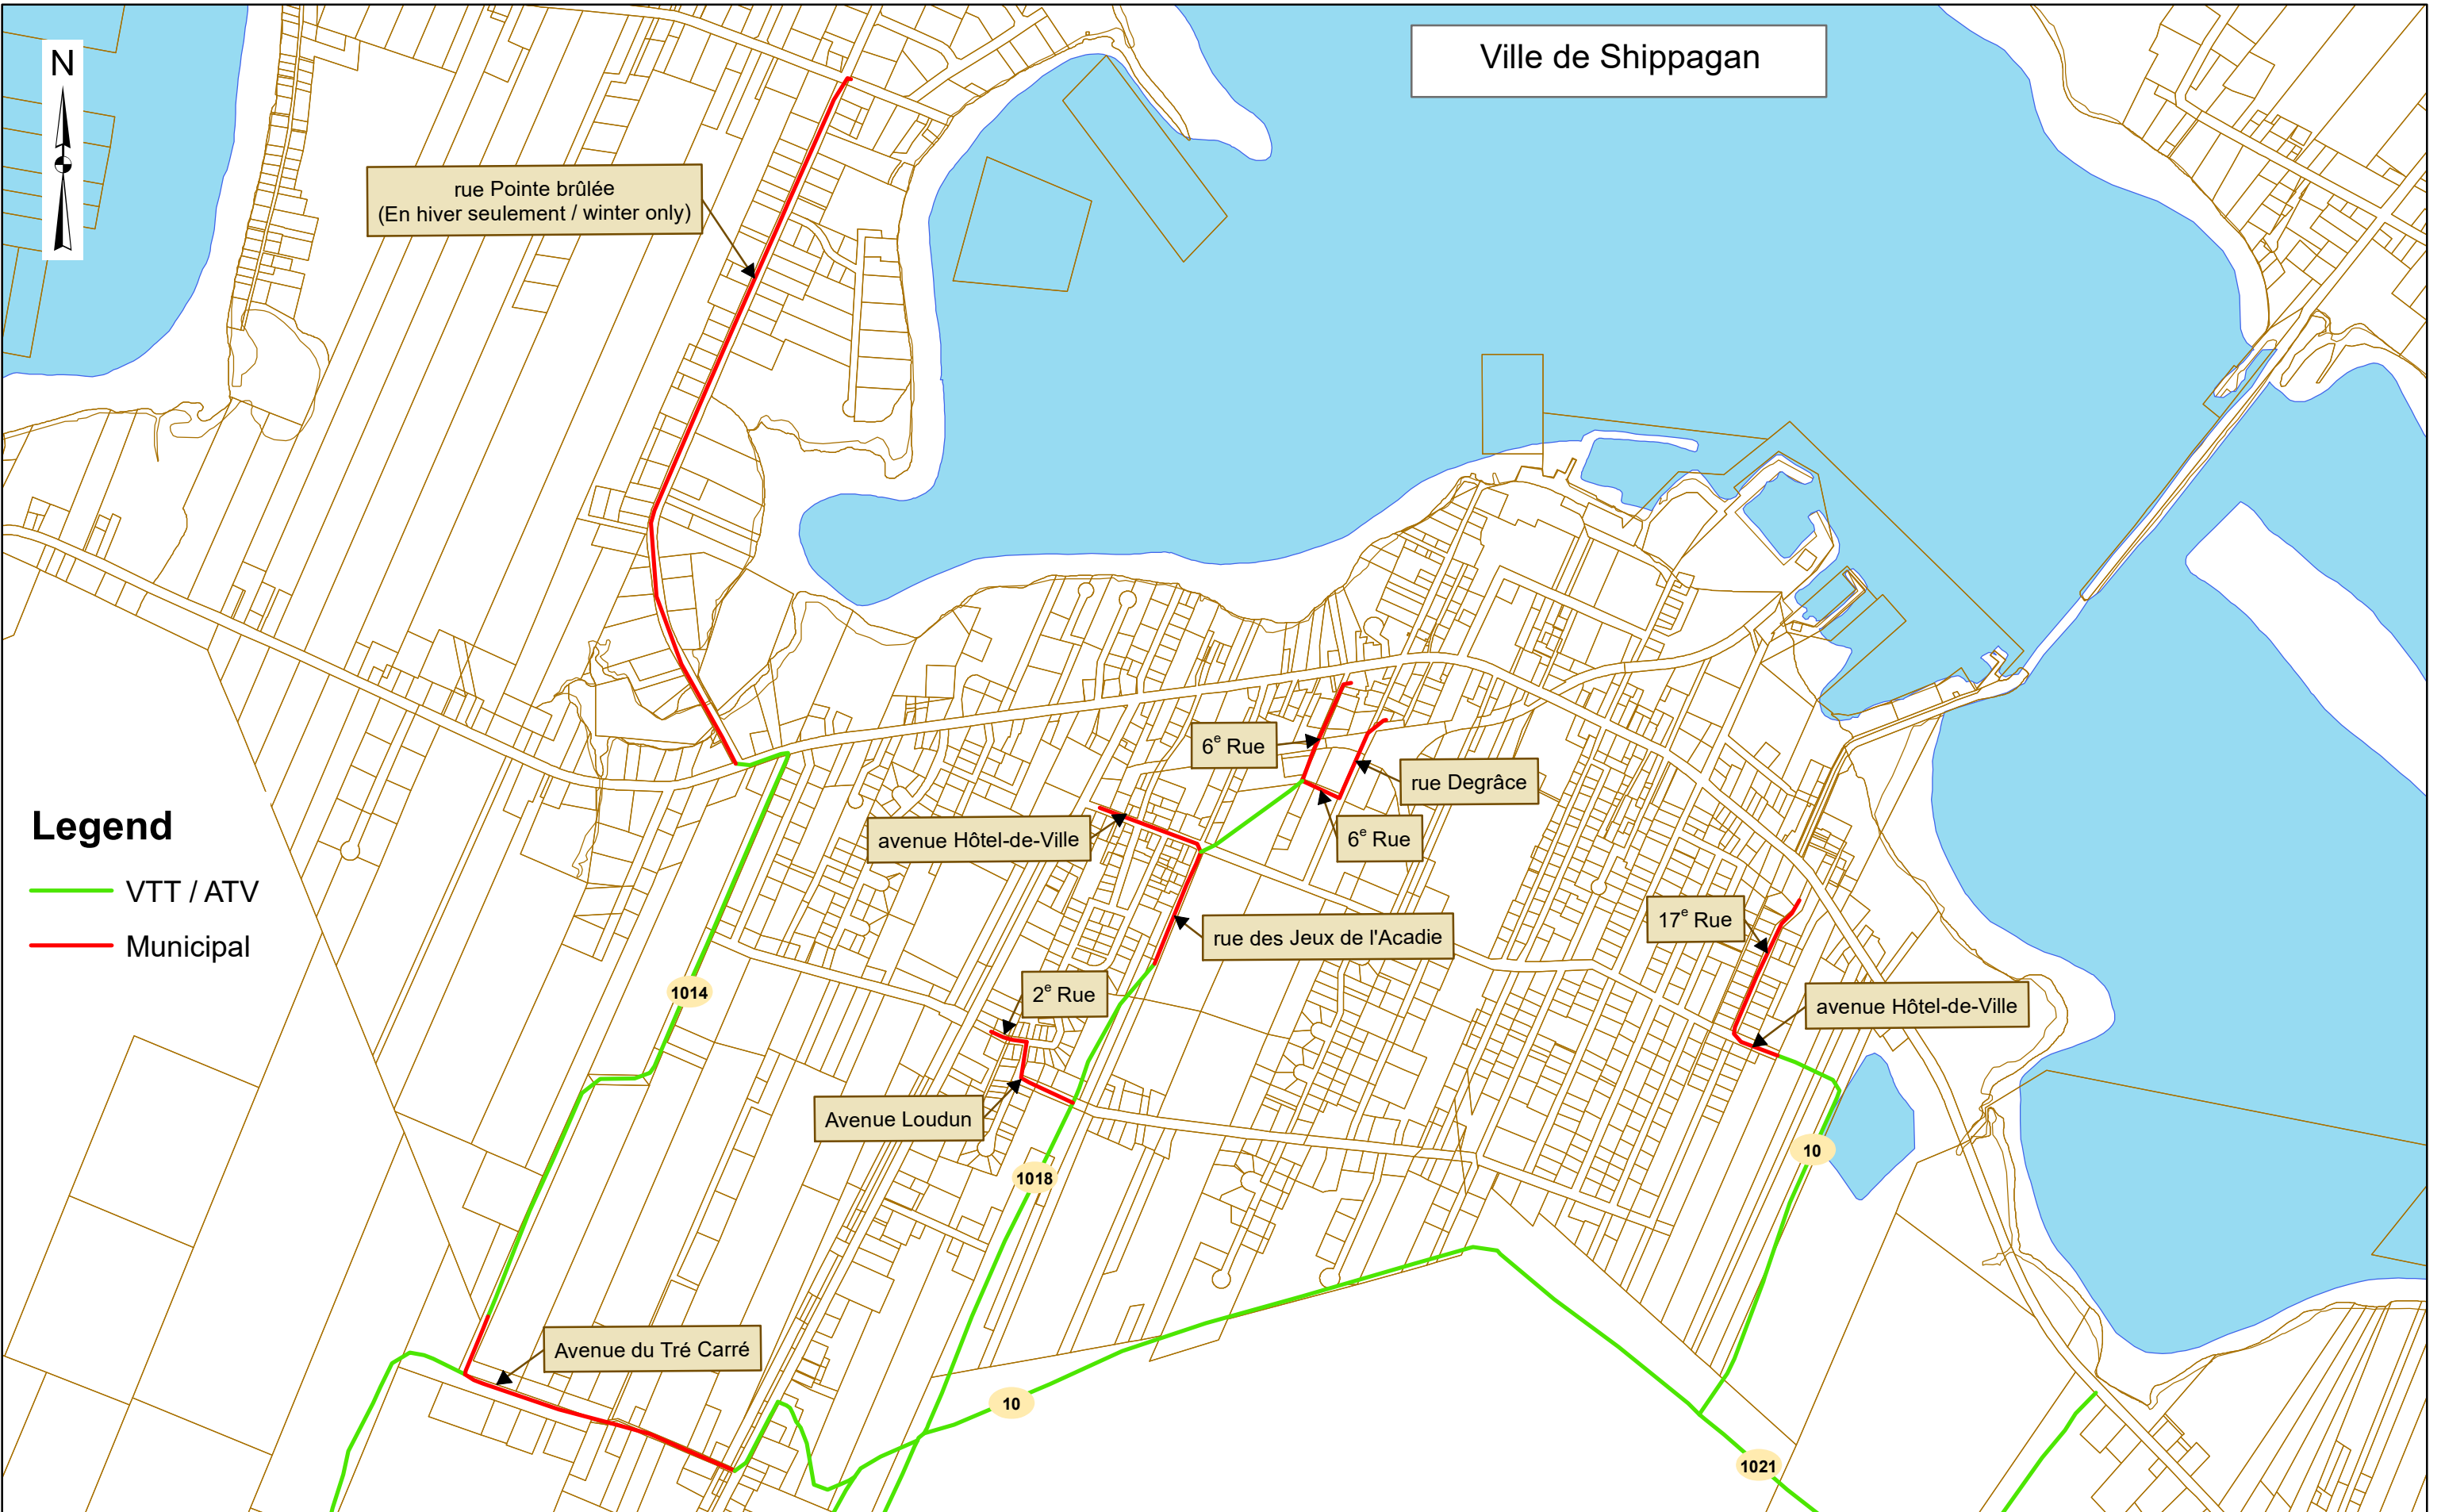 Ville de Shippagan
N
rue Pointe brûlée
(En hiver seulement / winter only)
6e Rue
rue Degrâce
6e Rue
avenue Hôtel-de-Ville
rue des Jeux de l'Acadie
17e Rue
avenue Hôtel-de-Ville
2e Rue
Avenue Loudun
Avenue du Tré Carré
Legend
VTT / ATV
Municipal
1014
1018
10
10
1021